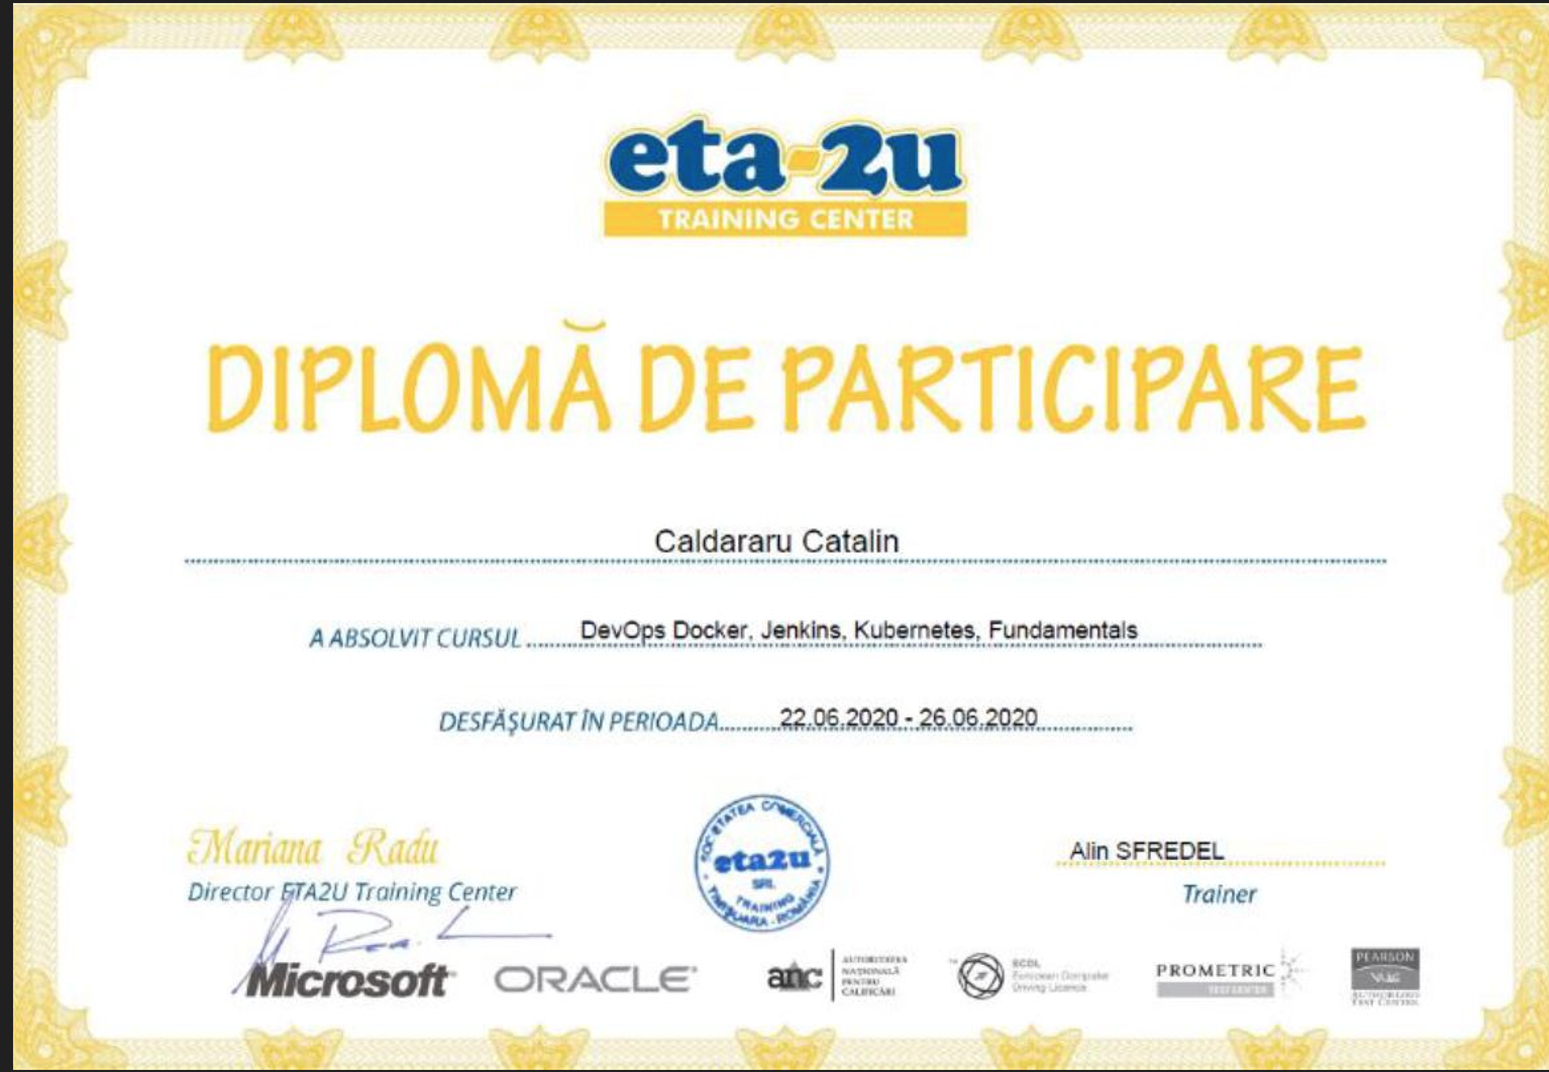 eta-2u
TRAINING CENTER
DIPLOMĂ DE PARTICIPARE
Caldararu Catalin
A ABSOLVIT CURSUL DevOps Docker, Jenkins, Kubernetes, Fundamentals
DESFĂŞURAT ÎN PERIOADA 22.06.2020 - 26.06.2020
Mariana Radu
Director ETA2U Training Center
SOCIETATEA COMERCIALĂ
eta2u
SRL
TRAINING
TIMIŞOARA - ROMÂNIA
Alin SFREDEL
Trainer
Microsoft
ORACLE
anc
AUTORITATEA
NAŢIONALĂ
PENTRU
CALIFICĂRI
ECDL
European Computer
Driving Licence
PROMETRIC
TEST CENTER
PEARSON
VUE
AUTHORIZED
TEST CENTER